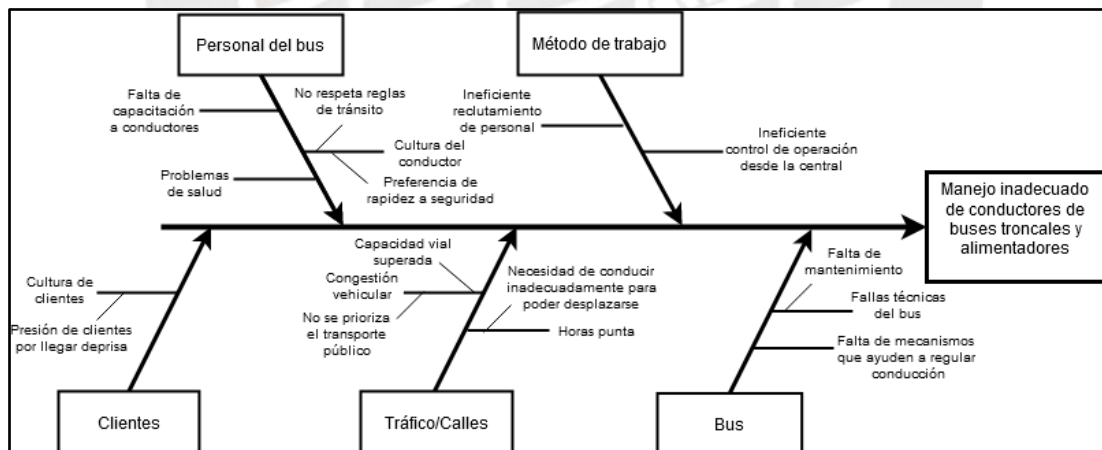 Personal del bus
Método de trabajo
Falta de
capacitación
a conductores
No respeta reglas
de tránsito
Cultura del
conductor
Problemas
de salud
Preferencia de
rapidez a seguridad
Ineficiente
reclutamiento
de personal
Ineficiente
control de operación
desde la central
Manejo inadecuado
de conductores de
buses troncales y
alimentadores
Cultura de
clientes
Presión de clientes
por llegar deprisa
Capacidad vial
superada
Congestión
vehicular
No se prioriza
el transporte
público
Necesidad de conducir
inadecuadamente para
poder desplazarse
Horas punta
Falta de
mantenimiento
Fallas técnicas
del bus
Falta de mecanismos
que ayuden a regular
conducción
Clientes
Tráfico/Calles
Bus